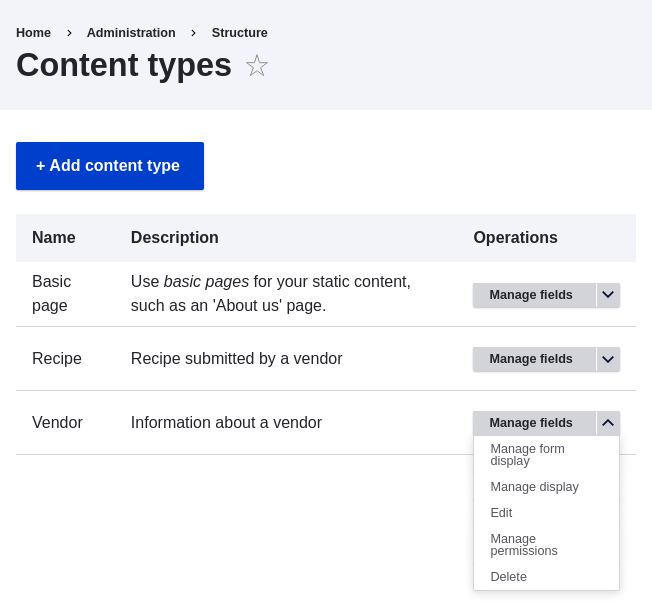 Home › Administration › Structure
Content types ☆
+ Add content type
Name Description Operations
Basic page Use basic pages for your static content, such as an 'About us' page. Manage fields
Recipe Recipe submitted by a vendor Manage fields
Vendor Information about a vendor Manage fields
Manage form
display
Manage display
Edit
Manage
permissions
Delete